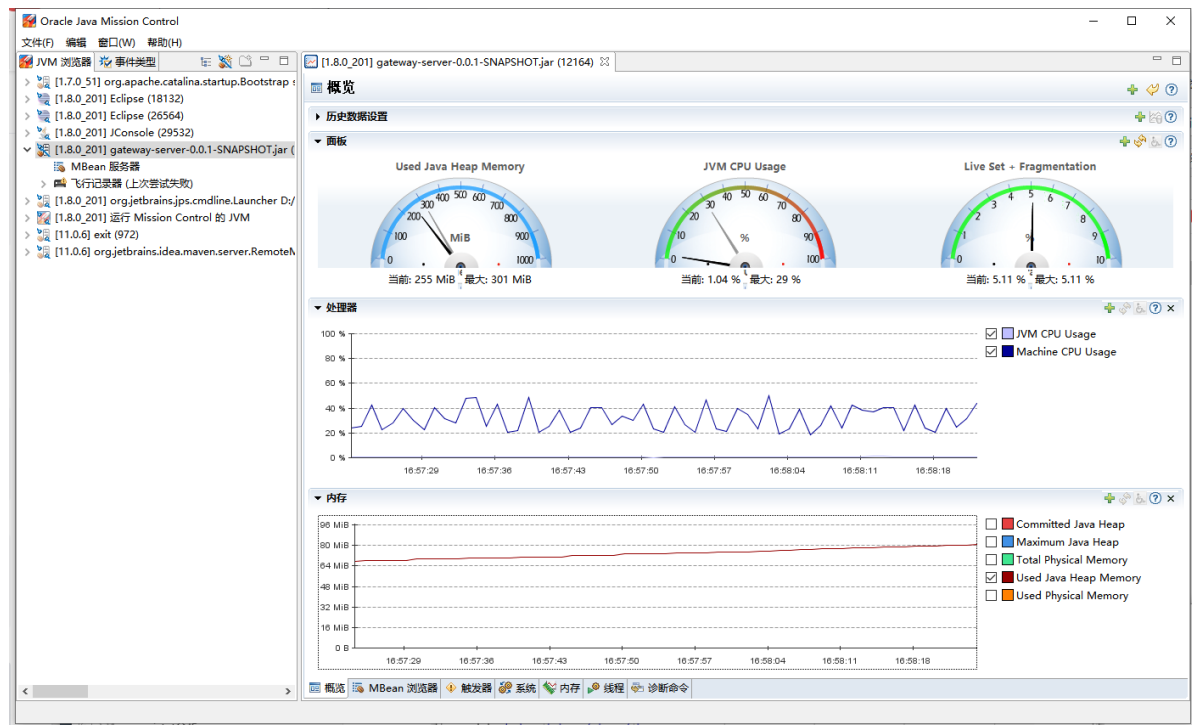 Oracle Java Mission Control
文件(F) 编辑 窗口(W) 帮助(H)
JVM 浏览器 事件类型
[1.7.0_51] org.apache.catalina.startup.Bootstrap s
[1.8.0_201] Eclipse (18132)
[1.8.0_201] Eclipse (26564)
[1.8.0_201] JConsole (29532)
[1.8.0_201] gateway-server-0.0.1-SNAPSHOT.jar (
MBean 服务器
飞行记录器 (上次尝试失败)
[1.8.0_201] org.jetbrains.jps.cmdline.Launcher D:/
[1.8.0_201] 运行 Mission Control 的 JVM
[11.0.6] exit (972)
[11.0.6] org.jetbrains.idea.maven.server.RemoteM
[1.8.0_201] gateway-server-0.0.1-SNAPSHOT.jar (12164)
概览
历史数据设置
面板
Used Java Heap Memory
0 100 200 300 400 500 600 700 800 900 1000
MiB
当前: 255 MiB 最大: 301 MiB
JVM CPU Usage
0 10 20 30 40 50 60 70 80 90 100
%
当前: 1.04 % 最大: 29 %
Live Set + Fragmentation
0 1 2 3 4 5 6 7 8 9 10
%
当前: 5.11 % 最大: 5.11 %
处理器
100 %
80 %
60 %
40 %
20 %
0 %
16:57:29 16:57:36 16:57:43 16:57:50 16:57:57 16:58:04 16:58:11 16:58:18
JVM CPU Usage
Machine CPU Usage
内存
96 MiB
80 MiB
64 MiB
48 MiB
32 MiB
16 MiB
0 B
16:57:29 16:57:36 16:57:43 16:57:50 16:57:57 16:58:04 16:58:11 16:58:18
Committed Java Heap
Maximum Java Heap
Total Physical Memory
Used Java Heap Memory
Used Physical Memory
概览 MBean 浏览器 触发器 系统 内存 线程 诊断命令